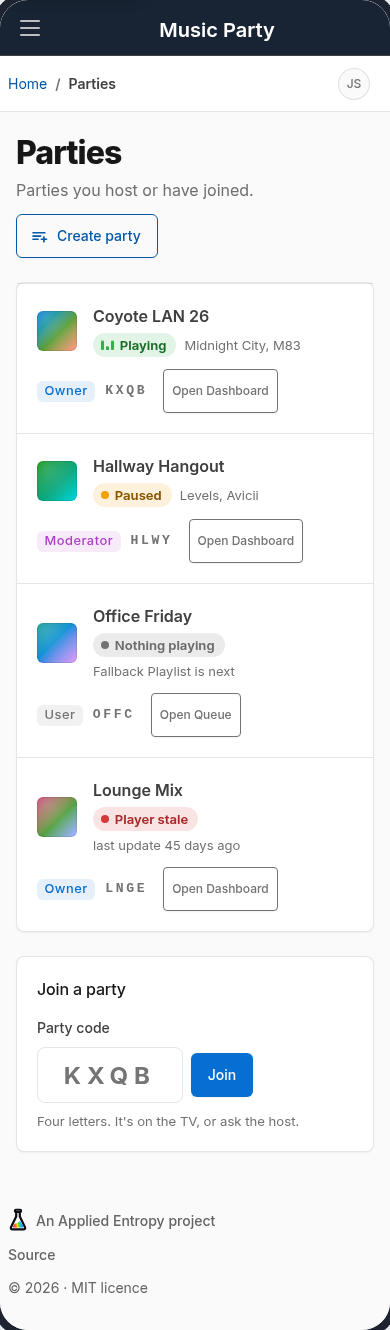 Music Party
Home / Parties
JS
Parties
Parties you host or have joined.
Create party
Coyote LAN 26
Playing Midnight City, M83
Owner KXQB Open Dashboard
Hallway Hangout
Paused Levels, Avicii
Moderator HLWY Open Dashboard
Office Friday
Nothing playing
Fallback Playlist is next
User OFFC Open Queue
Lounge Mix
Player stale
last update 45 days ago
Owner LNGE Open Dashboard
Join a party
Party code
KXQB Join
Four letters. It's on the TV, or ask the host.
An Applied Entropy project
Source
© 2026 · MIT licence